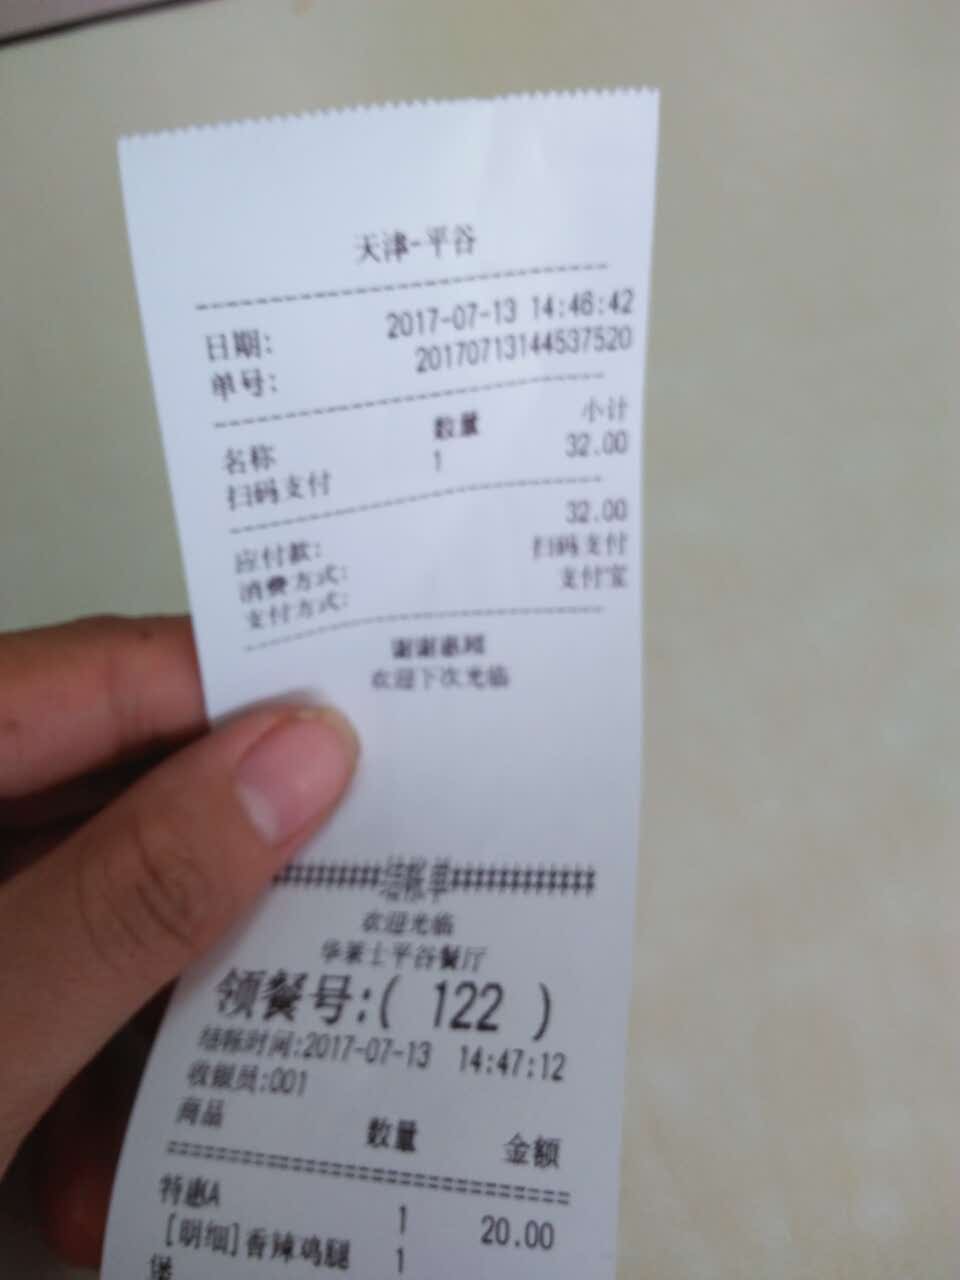 天津-平谷
日期: 2017-07-13 14:46:42
单号: 20170713144537520
名称 数量 小计
扫码支付 1 32.00
应付款: 32.00
消费方式: 扫码支付
支付方式: 支付宝
谢谢惠顾
欢迎下次光临
结帐单
欢迎光临
华莱士平谷餐厅
领餐号:( 122 )
结帐时间:2017-07-13 14:47:12
收银员:001
商品 数量 金额
特惠A 1 20.00
[明细]香辣鸡腿 1
堡